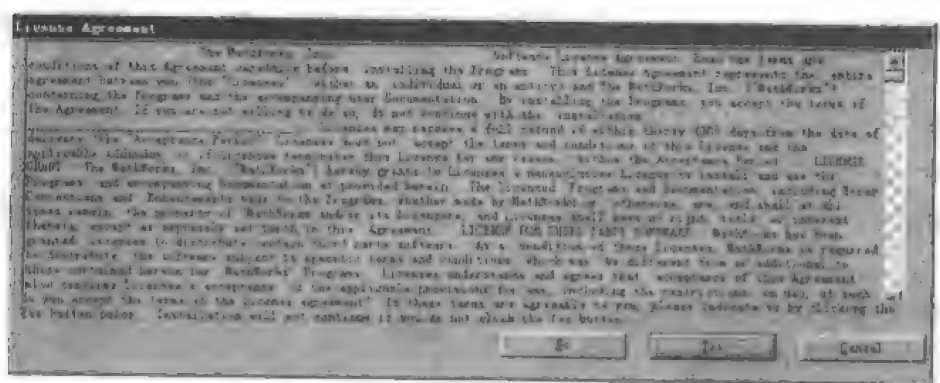 License Agreement
The MathWorks, Inc. Software License Agreement. Read the terms and
conditions of this Agreement carefully before installing the Program. This License Agreement represents the entire
agreement between you (the "Licensee" an individual or an entity) and The MathWorks, Inc. ("MathWorks")
concerning the Programs and the accompanying User Documentation. By installing the Programs, you accept the terms of
the Agreement. If you are not willing to do so, do not continue with the installation.
Licensee may receive a full refund if within thirty (30) days from the date of
delivery, the "Acceptance Period" Licensee does not accept the terms and conditions of this License and the
applicable Addendum, or if Licensee terminates this License for any reason within the Acceptance Period. LICENSE
GRANT. The MathWorks, Inc. "MathWorks" hereby grants to Licensee a nonexclusive License to install and use the
Programs and accompanying Documentation as provided herein. The Licensed Programs and Documentation, including
Conversions and Enhancements made to the Programs, whether made by MathWorks or otherwise, are, and shall at all
times remain, the property of MathWorks and/or its Licensors, and Licensee shall have no right, title, or interest
therein, except as expressly set forth in this Agreement. LICENSE FOR THIRD PARTY SOFTWARE. MathWorks has been
granted licenses to distribute certain third party software. As a condition of those Licenses, MathWorks is required
to distribute the software subject to specific terms and conditions, which may be different from or additional to
those contained herein for MathWorks' Programs. Licensee understands and agrees that acceptance of this Agreement
also confirms Licensee's acceptance of the applicable provisions for use, including the restrictions on use, of such
Do you accept the terms of the license agreement? If these terms are agreeable to you, please indicate so by clicking the
Yes button below. Installation will not continue if you do not click the Yes button.
No Yes Cancel